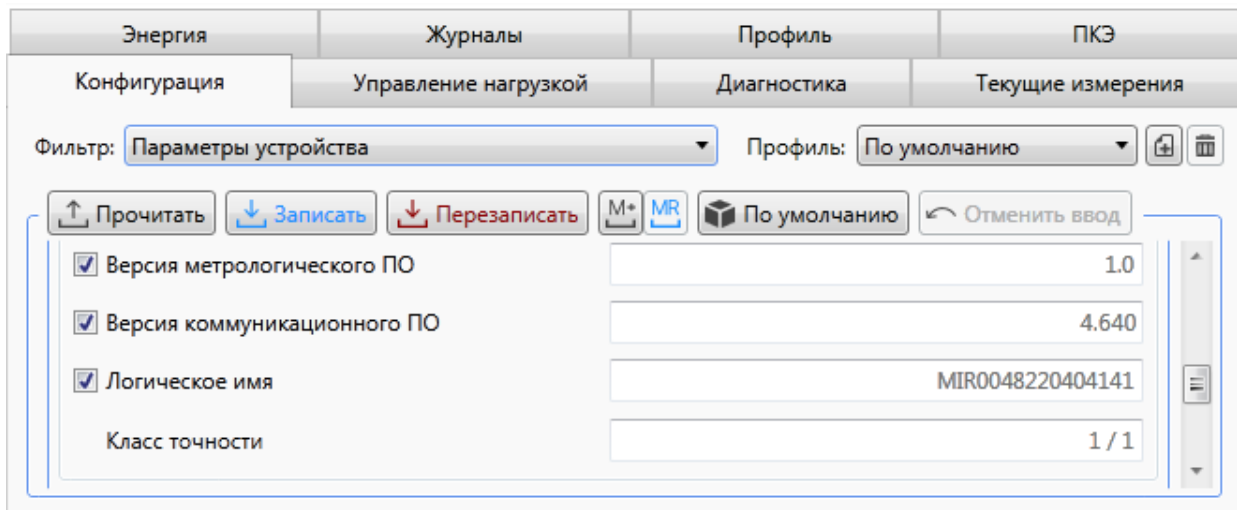 Энергия Журналы Профиль ПКЭ
Конфигурация Управление нагрузкой Диагностика Текущие измерения
Фильтр: Параметры устройства Профиль: По умолчанию
Прочитать Записать Перезаписать M+ MR По умолчанию Отменить ввод
Версия метрологического ПО 1.0
Версия коммуникационного ПО 4.640
Логическое имя MIR0048220404141
Класс точности 1 / 1